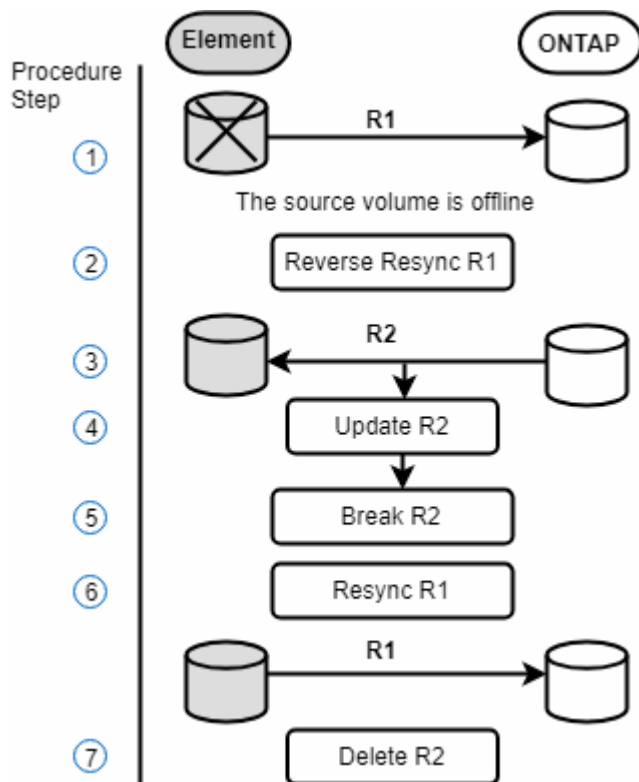 Element
ONTAP
Procedure
Step
R1
1
The source volume is offline
2
Reverse Resync R1
R2
3
4
Update R2
5
Break R2
6
Resync R1
R1
7
Delete R2